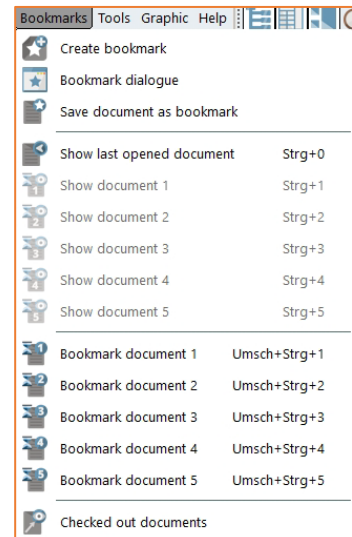 Bookmarks Tools Graphic Help
Create bookmark
Bookmark dialogue
Save document as bookmark
Show last opened document Strg+0
Show document 1 Strg+1
Show document 2 Strg+2
Show document 3 Strg+3
Show document 4 Strg+4
Show document 5 Strg+5
Bookmark document 1 Umsch+Strg+1
Bookmark document 2 Umsch+Strg+2
Bookmark document 3 Umsch+Strg+3
Bookmark document 4 Umsch+Strg+4
Bookmark document 5 Umsch+Strg+5
Checked out documents